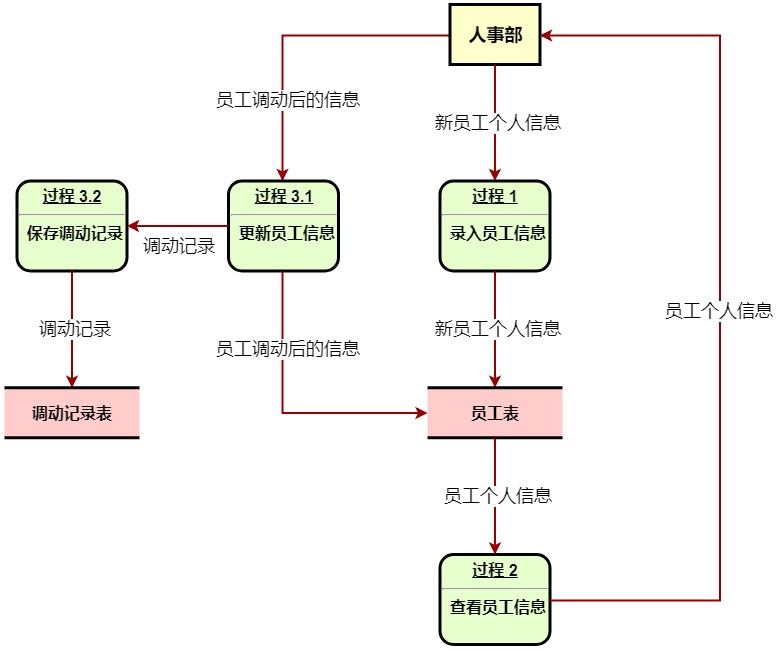 人事部
员工调动后的信息
新员工个人信息
过程 3.2
保存调动记录
过程 3.1
更新员工信息
过程 1
录入员工信息
调动记录
员工个人信息
调动记录
员工调动后的信息
新员工个人信息
调动记录表
员工表
员工个人信息
过程 2
查看员工信息